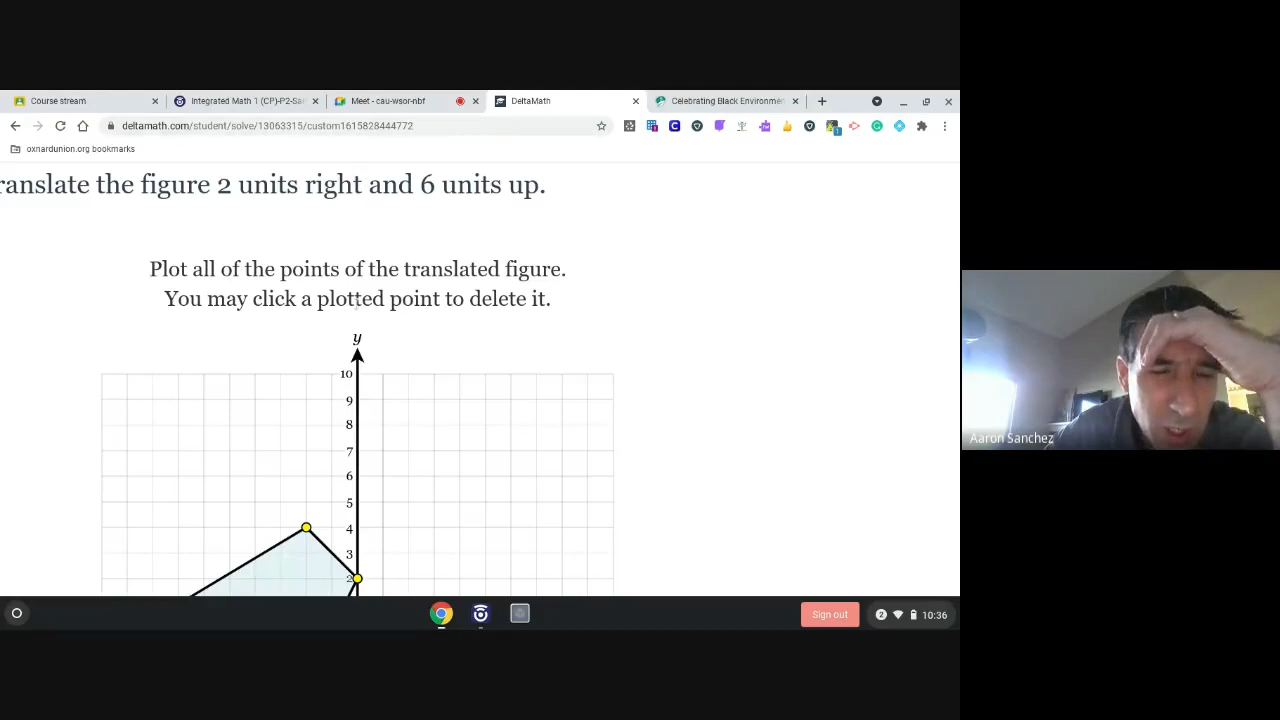 Course stream
Integrated Math 1 (CP)-P2-Sa
Meet - cau-wsor-nbf
DeltaMath
Celebrating Black Environmen
deltamath.com/student/solve/13063315/custom1615828444772
oxnardunion.org bookmarks
ranslate the figure 2 units right and 6 units up.
Plot all of the points of the translated figure.
You may click a plotted point to delete it.
y
10
9
8
7
6
5
4
3
2
Aaron Sanchez
Sign out
2
10:36